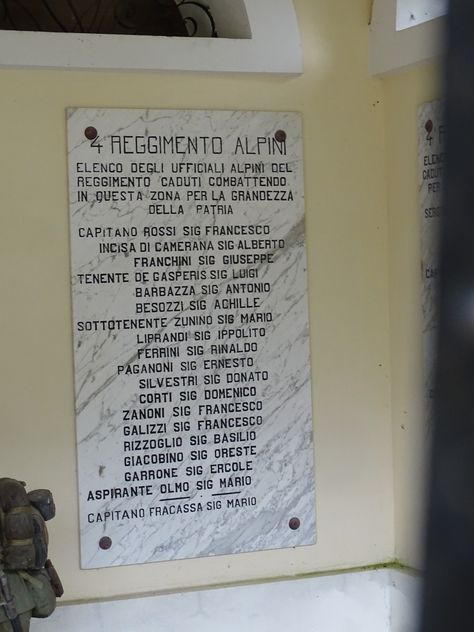 4 REGGIMENTO ALPINI
ELENCO DEGLI UFFICIALI ALPINI DEL
REGGIMENTO CADUTI COMBATTENDO
IN QUESTA ZONA PER LA GRANDEZZA
DELLA PATRIA
CAPITANO ROSSI SIG FRANCESCO
INCISA DI CAMERANA SIG ALBERTO
FRANCHINI SIG GIUSEPPE
TENENTE DE GASPERIS SIG LUIGI
BARBAZZA SIG ANTONIO
BESOZZI SIG ACHILLE
SOTTOTENENTE ZUNINO SIG MARIO
LIPRANDI SIG IPPOLITO
FERRINI SIG RINALDO
PAGANONI SIG ERNESTO
SILVESTRI SIG DONATO
CORTI SIG DOMENICO
ZANONI SIG FRANCESCO
GALIZZI SIG FRANCESCO
RIZZOGLIO SIG BASILIO
GIACOBINO SIG ORESTE
GARRONE SIG ERCOLE
ASPIRANTE OLMO SIG MARIO
CAPITANO FRACASSA SIG MARIO